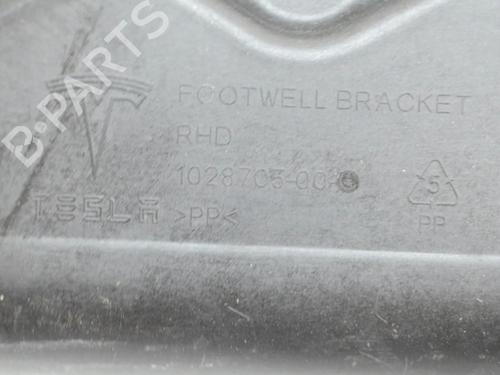 B-PARTS
FOOTWELL BRACKET
RHD
1028703-00
TESLA >PP<
5
PP